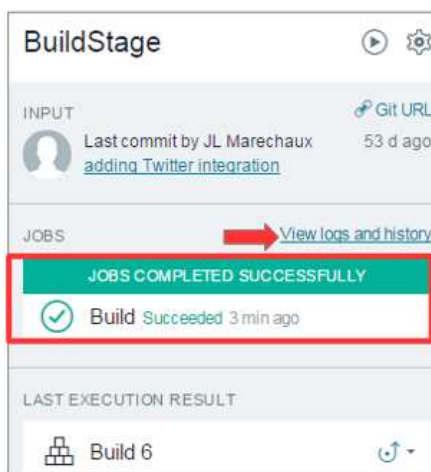 BuildStage
INPUT
Git URL
Last commit by JL Marechaux
53 d ago
adding Twitter integration
JOBS
View logs and history
JOBS COMPLETED SUCCESSFULLY
Build Succeeded 3 min ago
LAST EXECUTION RESULT
Build 6